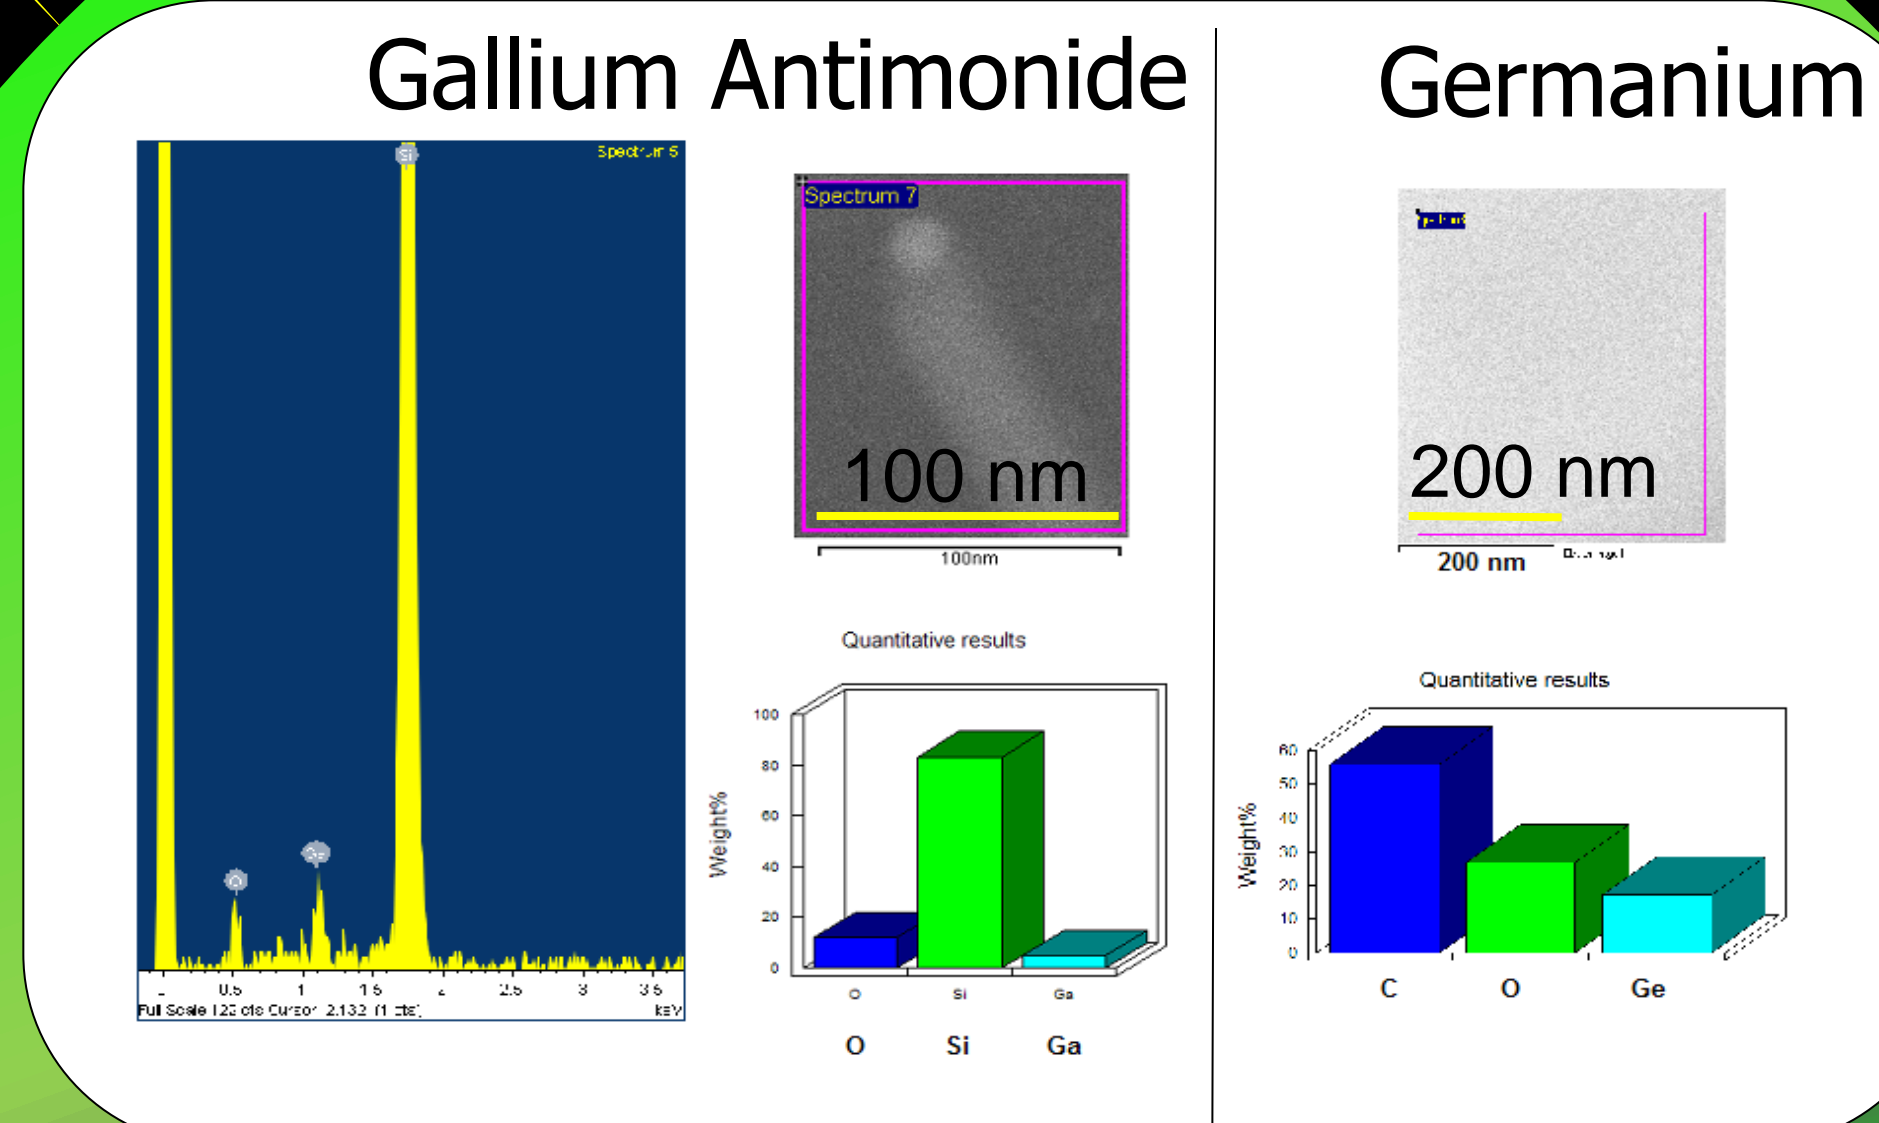 Gallium Antimonide
Germanium
Si
Spectrum 5
O
Ga
0.5 1 1.5 2 2.5 3 3.5
keV
Spectrum 7
100 nm
100nm
Quantitative results
Weight%
100
80
60
40
20
0
O Si Ga
O Si Ga
200 nm
200 nm
Quantitative results
Weight%
60
50
40
30
20
10
0
C O Ge